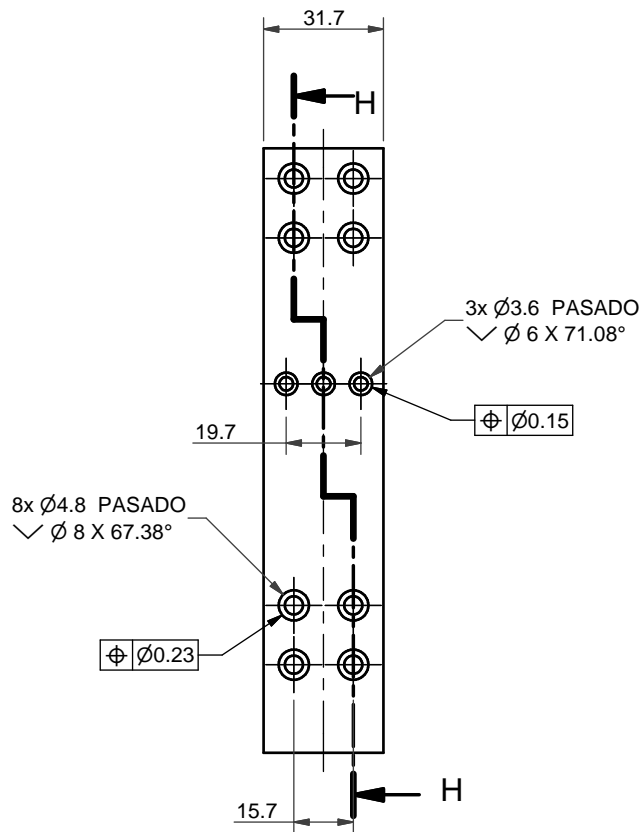 31.7
H
3x Ø3.6 PASADO
⌵ Ø 6 X 71.08°
⌖ Ø0.15
19.7
8x Ø4.8 PASADO
⌵ Ø 8 X 67.38°
⌖ Ø0.23
H
15.7